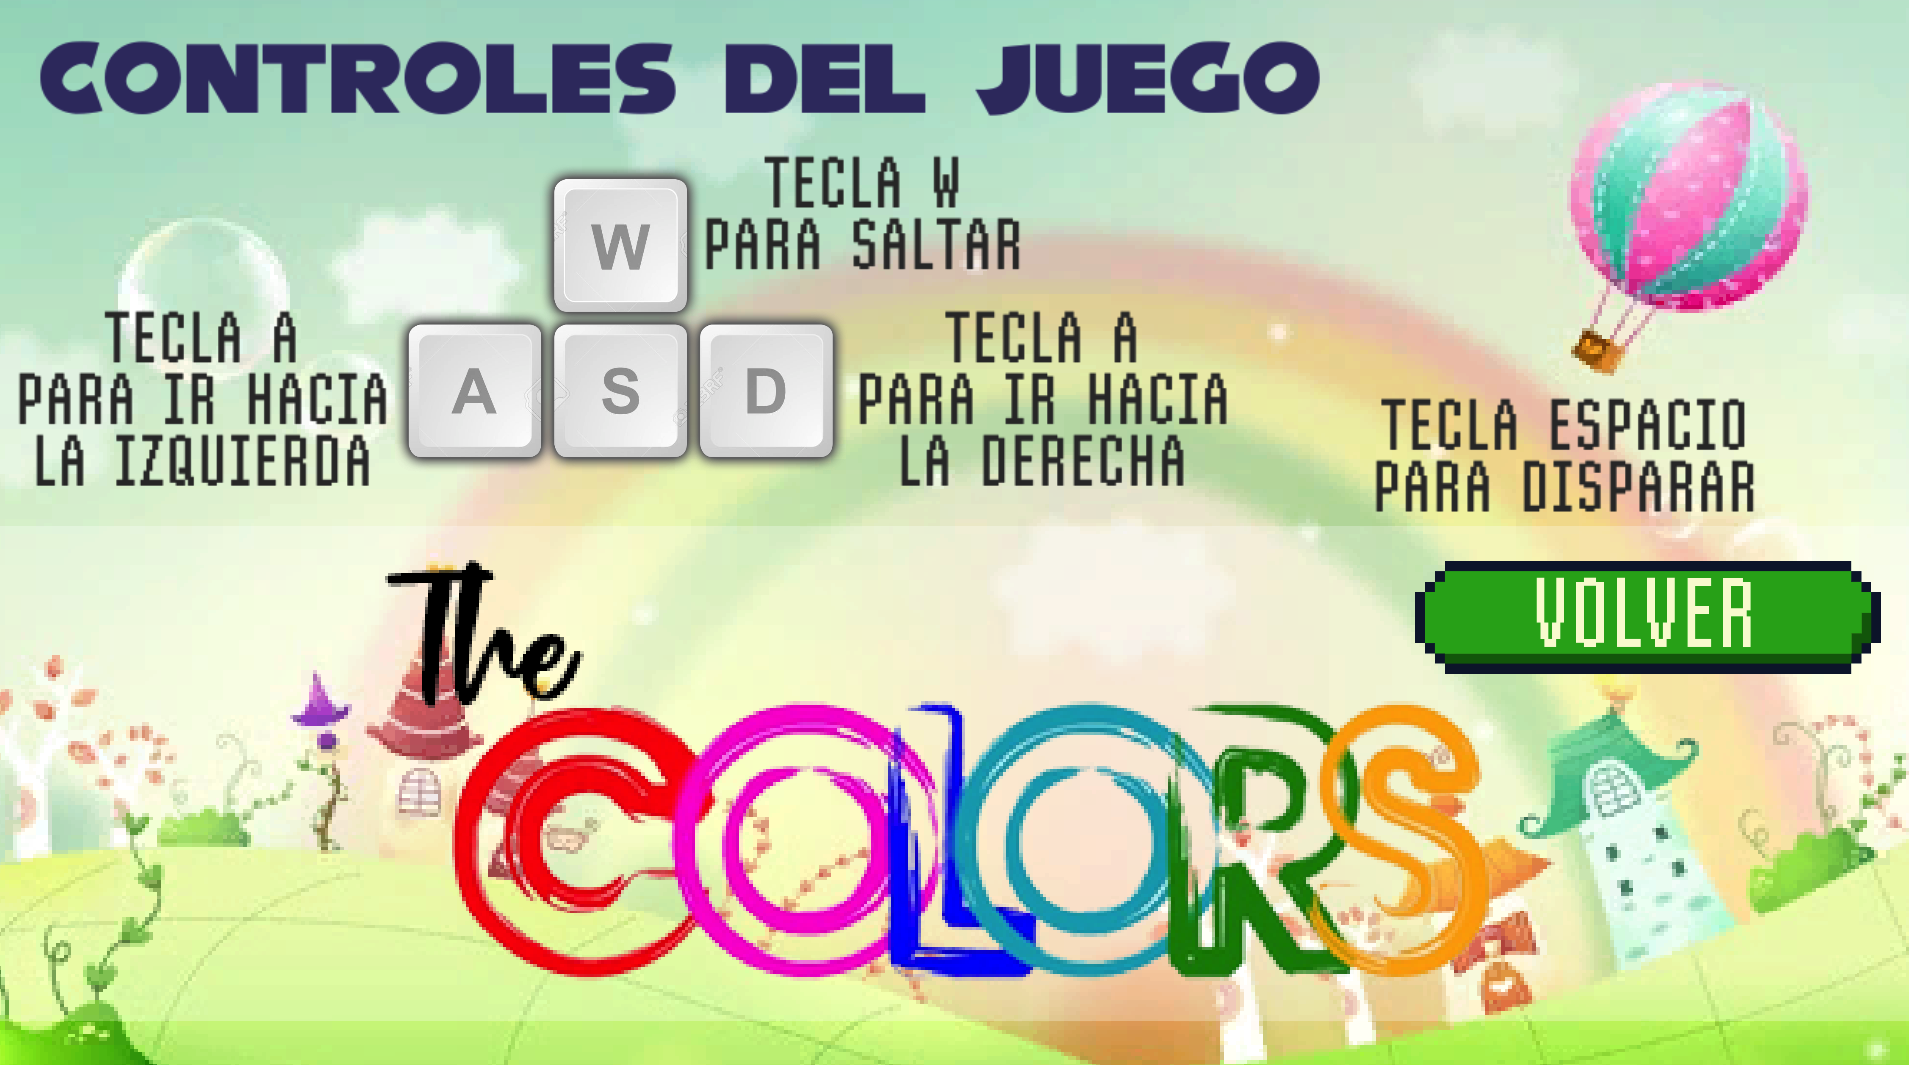 CONTROLES DEL JUEGO
TECLA W
PARA SALTAR
W
TECLA A
PARA IR HACIA
LA IZQUIERDA
A
S
D
TECLA A
PARA IR HACIA
LA DERECHA
TECLA ESPACIO
PARA DISPARAR
VOLVER
The
COLORS